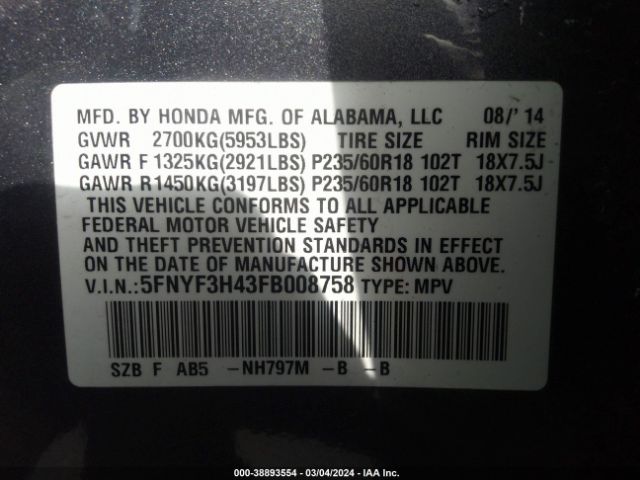 MFD. BY HONDA MFG. OF ALABAMA, LLC 08/'14
GVWR 2700KG(5953LBS) TIRE SIZE RIM SIZE
GAWR F1325KG(2921LBS) P235/60R18 102T 18X7.5J
GAWR R1450KG(3197LBS) P235/60R18 102T 18X7.5J
THIS VEHICLE CONFORMS TO ALL APPLICABLE
FEDERAL MOTOR VEHICLE SAFETY
AND THEFT PREVENTION STANDARDS IN EFFECT
ON THE DATE OF MANUFACTURE SHOWN ABOVE.
V.I.N.:5FNYF3H43FB008758 TYPE: MPV
SZB F AB5 -NH797M -B -B
000-38893554 - 03/04/2024 - IAA Inc.